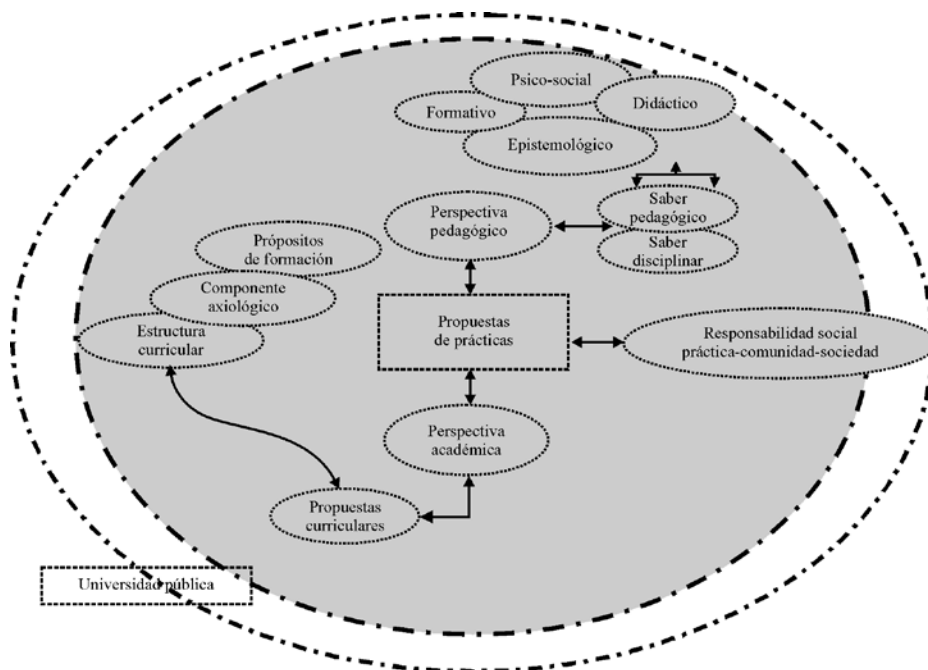 Psico-social
Formativo
Didáctico
Epistemológico
Perspectiva
pedagógico
Saber
pedagógico
Saber
disciplinar
Própositos
de formación
Componente
axiológico
Estructura
curricular
Propuestas
de prácticas
Responsabilidad social
práctica-comunidad-sociedad
Perspectiva
académica
Propuestas
curriculares
Universidad pública